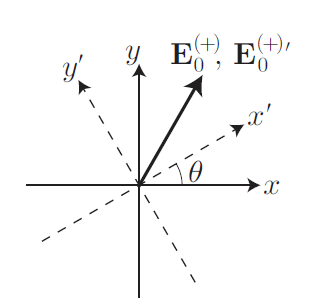 y' y E₀⁽⁺⁾, E₀⁽⁺⁾′
x'
θ
x